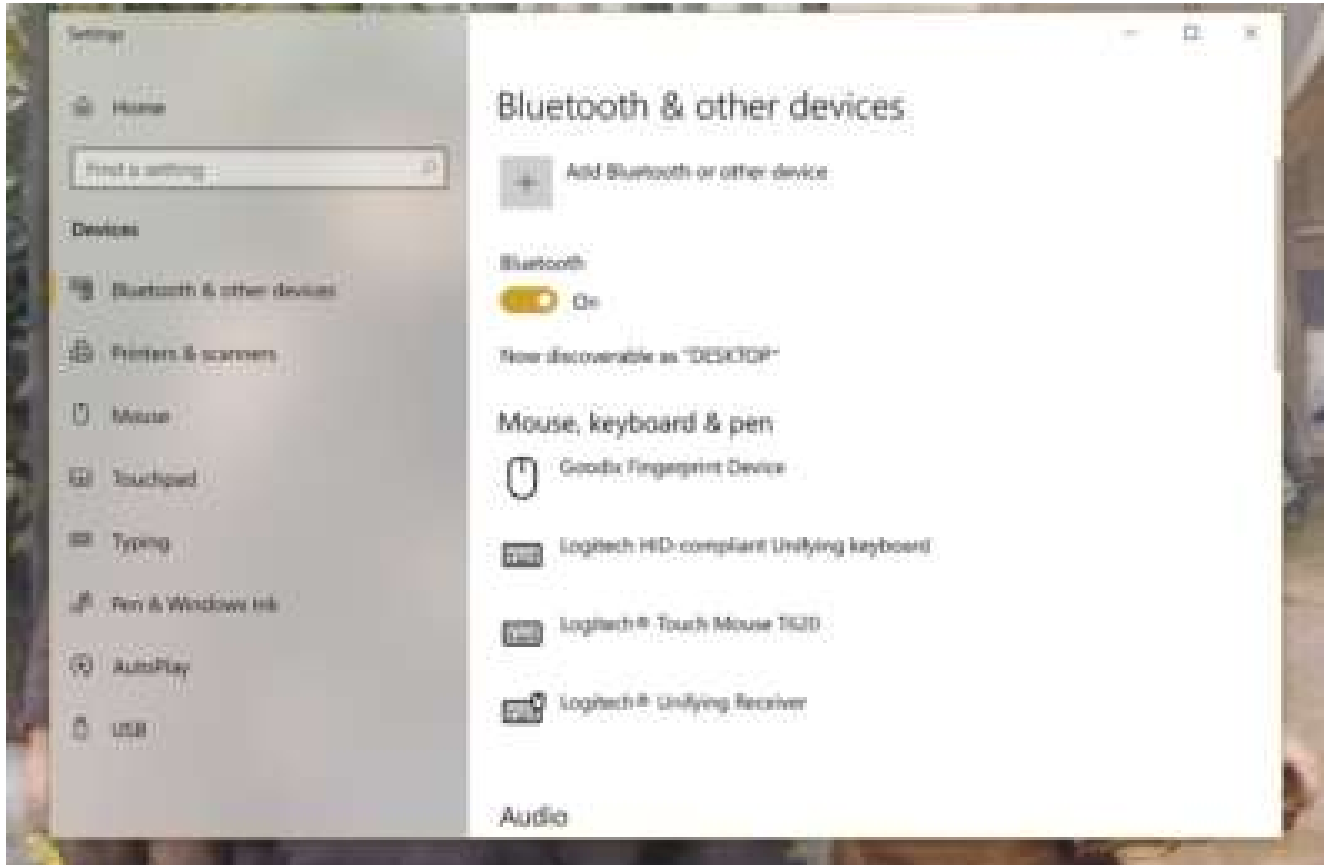 Settings
Home
Find a setting
Devices
Bluetooth & other devices
Printers & scanners
Mouse
Touchpad
Typing
Pen & Windows Ink
AutoPlay
USB
Bluetooth & other devices
Add Bluetooth or other device
Bluetooth
On
Now discoverable as "DESKTOP"
Mouse, keyboard & pen
Goodix Fingerprint Device
Logitech HID-compliant Unifying keyboard
Logitech® Touch Mouse T620
Logitech® Unifying Receiver
Audio